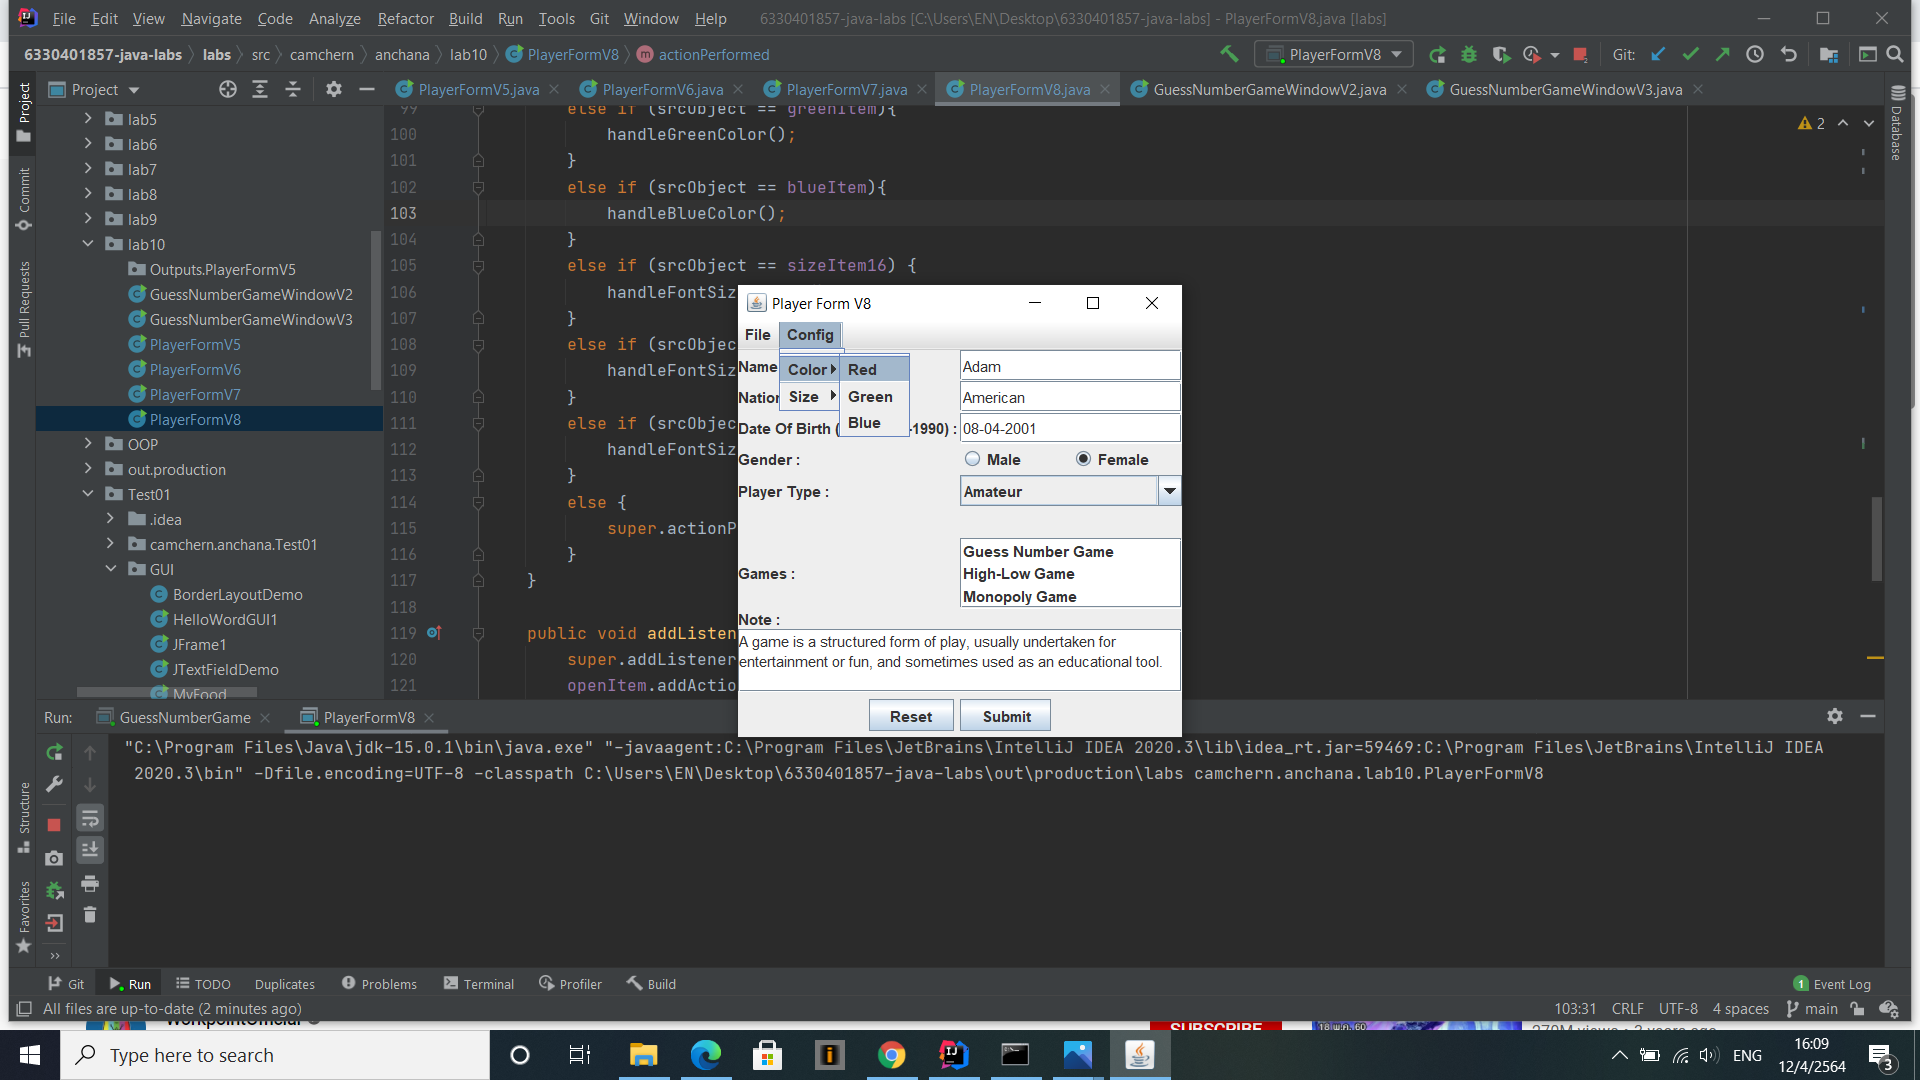 File Edit View Navigate Code Analyze Refactor Build Run Tools Git Window Help 6330401857-java-labs [C:\Users\EN\Desktop\6330401857-java-labs] - PlayerFormV8.java [labs]
6330401857-java-labs labs src camchern anchana lab10 PlayerFormV8 actionPerformed PlayerFormV8 Git:
Project PlayerFormV5.java PlayerFormV6.java PlayerFormV7.java PlayerFormV8.java GuessNumberGameWindowV2.java GuessNumberGameWindowV3.java
Project
Commit
Pull Requests
Structure
Favorites
Database
lab5
lab6
lab7
lab8
lab9
lab10
Outputs.PlayerFormV5
GuessNumberGameWindowV2
GuessNumberGameWindowV3
PlayerFormV5
PlayerFormV6
PlayerFormV7
PlayerFormV8
OOP
out.production
Test01
.idea
camchern.anchana.Test01
GUI
BorderLayoutDemo
HelloWordGUI1
JFrame1
JTextFieldDemo
MyFood
2
99 else if (srcObject == greenItem){
100 handleGreenColor();
101 }
102 else if (srcObject == blueItem){
103 handleBlueColor();
104 }
105 else if (srcObject == sizeItem16) {
106 handleFontSiz
107 }
108 else if (srcObjec
109 handleFontSiz
110 }
111 else if (srcObjec
112 handleFontSiz
113 }
114 else {
115 super.actionP
116 }
117 }
118
119 public void addListen
120 super.addListener
121 openItem.addActio
Player Form V8
File Config
Color Red
Size Green
Blue
Name Adam
Nation American
Date Of Birth ( -1990) : 08-04-2001
Gender : Male Female
Player Type : Amateur
Games : Guess Number Game
High-Low Game
Monopoly Game
Note :
A game is a structured form of play, usually undertaken for
entertainment or fun, and sometimes used as an educational tool.
Reset Submit
Run: GuessNumberGame PlayerFormV8
"C:\Program Files\Java\jdk-15.0.1\bin\java.exe" "-javaagent:C:\Program Files\JetBrains\IntelliJ IDEA 2020.3\lib\idea_rt.jar=59469:C:\Program Files\JetBrains\IntelliJ IDEA
2020.3\bin" -Dfile.encoding=UTF-8 -classpath C:\Users\EN\Desktop\6330401857-java-labs\out\production\labs camchern.anchana.lab10.PlayerFormV8
Git Run TODO Duplicates Problems Terminal Profiler Build 1 Event Log
All files are up-to-date (2 minutes ago) 103:31 CRLF UTF-8 4 spaces main
WorkpointOfficial SUBSCRIBE 18 พ.ค. 60
Type here to search ENG 16:09
12/4/2564 3